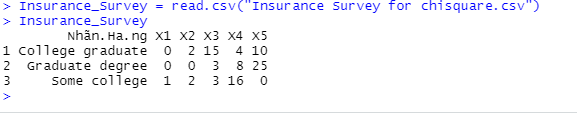 > Insurance_Survey = read.csv("Insurance Survey for chisquare.csv")
> Insurance_Survey
Nhãn.Ha.ng X1 X2 X3 X4 X5
1 College graduate 0 2 15 4 10
2 Graduate degree 0 0 3 8 25
3 Some college 1 2 3 16 0
>